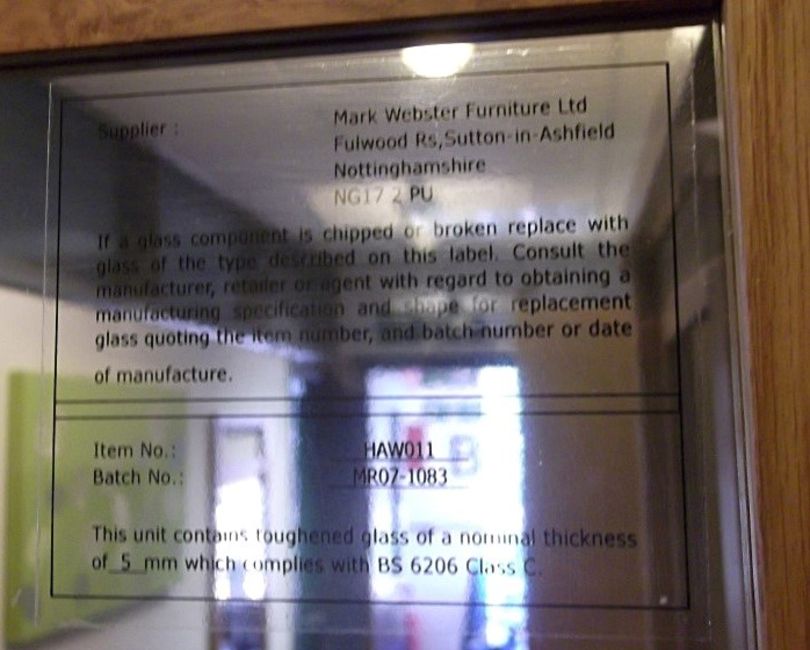 Supplier : Mark Webster Furniture Ltd
Fulwood Rs,Sutton-in-Ashfield
Nottinghamshire
NG17 2 PU
If a glass component is chipped or broken replace with
glass of the type described on this label. Consult the
manufacturer, retailer or agent with regard to obtaining a
manufacturing specification and shape for replacement
glass quoting the item number, and batch number or date
of manufacture.
Item No.: HAW011
Batch No.: MR07-1083
This unit contains toughened glass of a nominal thickness
of 5 mm which complies with BS 6206 Class C.